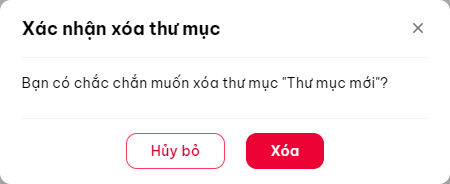 Xác nhận xóa thư mục
Bạn có chắc chắn muốn xóa thư mục "Thư mục mới"?
Hủy bỏ
Xóa